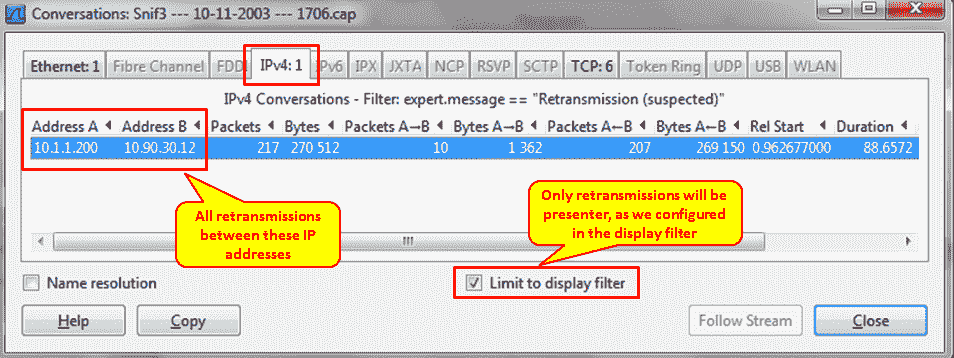 Conversations: Snif3 --- 10-11-2003 --- 1706.cap
Ethernet: 1 Fibre Channel FDDI IPv4: 1 IPv6 IPX JXTA NCP RSVP SCTP TCP: 6 Token Ring UDP USB WLAN
IPv4 Conversations - Filter: expert.message == "Retransmission (suspected)"
Address A Address B Packets Bytes Packets A→B Bytes A→B Packets A←B Bytes A←B Rel Start Duration
10.1.1.200 10.90.30.12 217 270 512 10 1 362 207 269 150 0.962677000 88.6572
All retransmissions
between these IP
addresses
Only retransmissions will be
presenter, as we configured
in the display filter
Name resolution
Limit to display filter
Help Copy Follow Stream Close